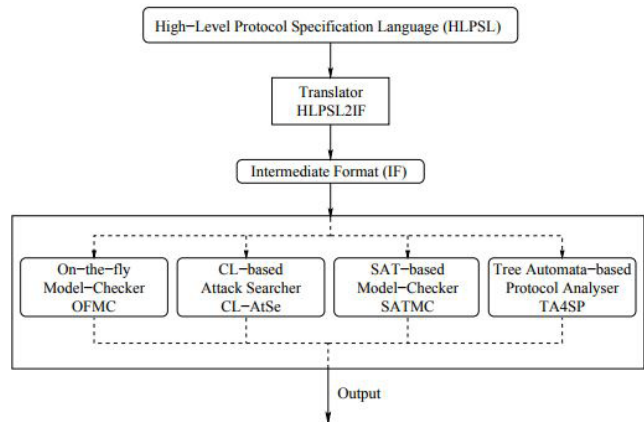 High−Level Protocol Specification Language (HLPSL)
Translator
HLPSL2IF
Intermediate Format (IF)
On−the−fly
Model−Checker
OFMC
CL−based
Attack Searcher
CL−AtSe
SAT−based
Model−Checker
SATMC
Tree Automata−based
Protocol Analyser
TA4SP
Output